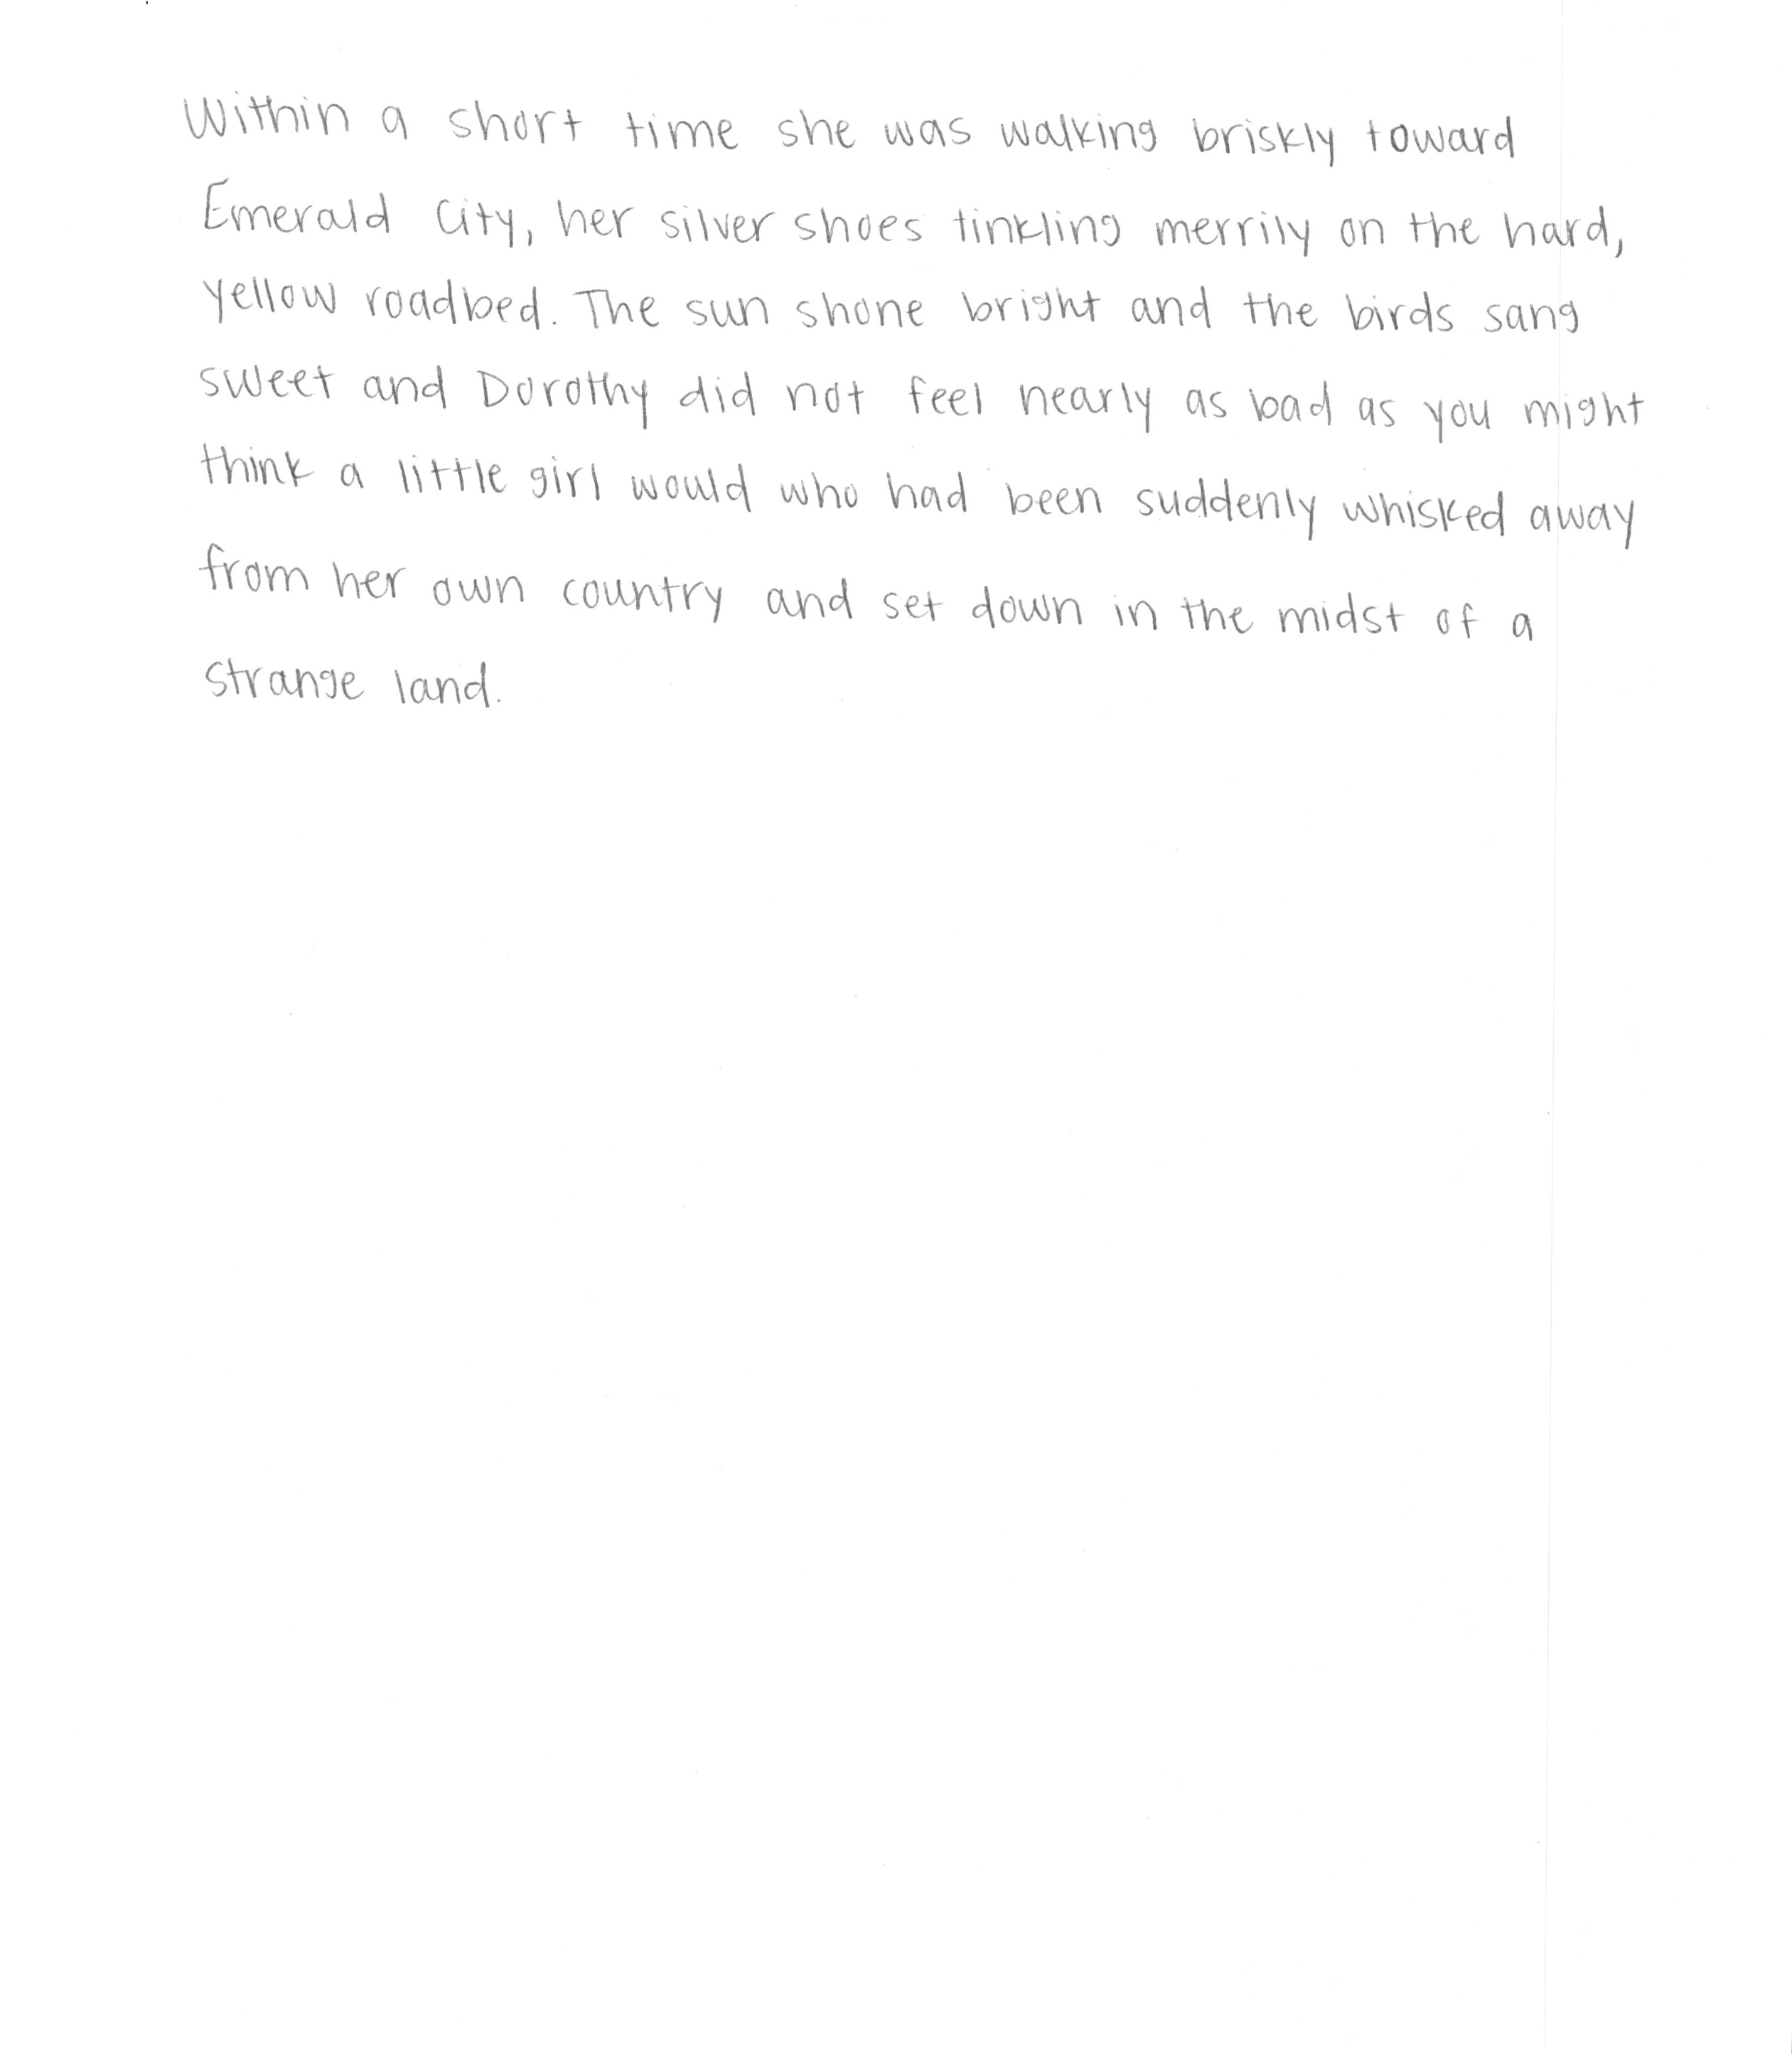 Within a short time she was walking briskly toward
Emerald City, her silver shoes tinkling merrily on the hard,
yellow roadbed. The sun shone bright and the birds sang
sweet and Dorothy did not feel nearly as bad as you might
think a little girl would who had been suddenly whisked away
from her own country and set down in the midst of a
strange land.